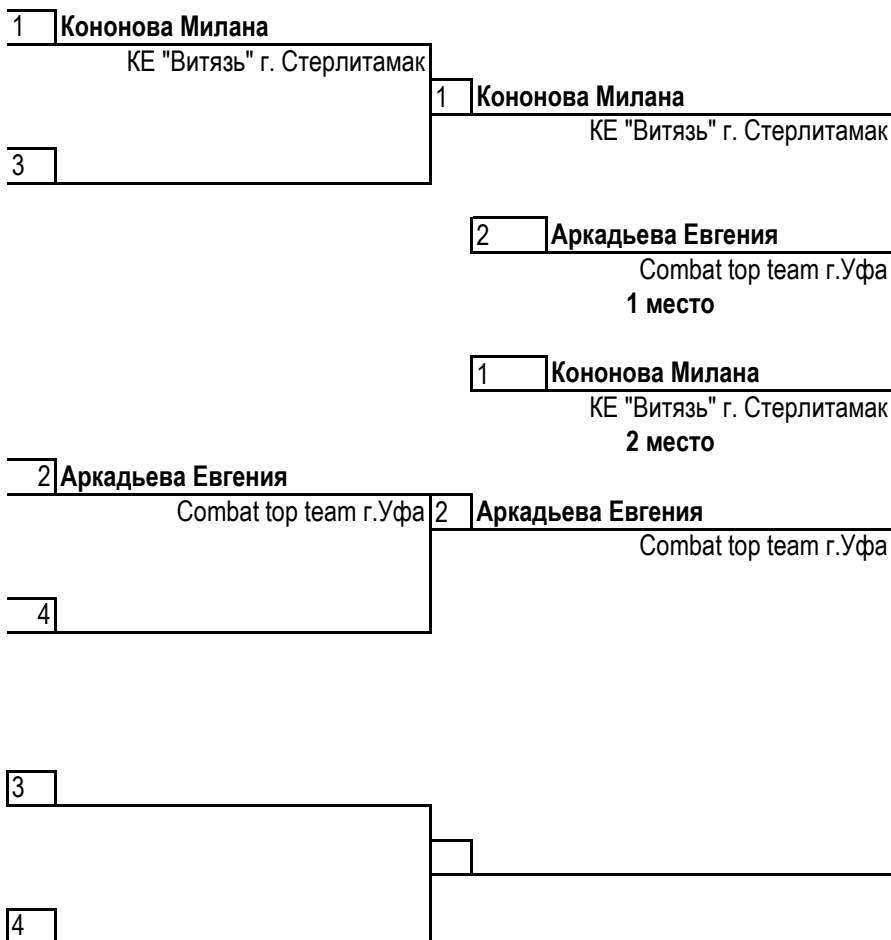 1 Кононова Милана
КЕ "Витязь" г. Стерлитамак
1 Кононова Милана
КЕ "Витязь" г. Стерлитамак
3
2 Аркадьева Евгения
Combat top team г.Уфа
1 место
1 Кононова Милана
КЕ "Витязь" г. Стерлитамак
2 место
2 Аркадьева Евгения
Combat top team г.Уфа 2 Аркадьева Евгения
Combat top team г.Уфа
4
3
4